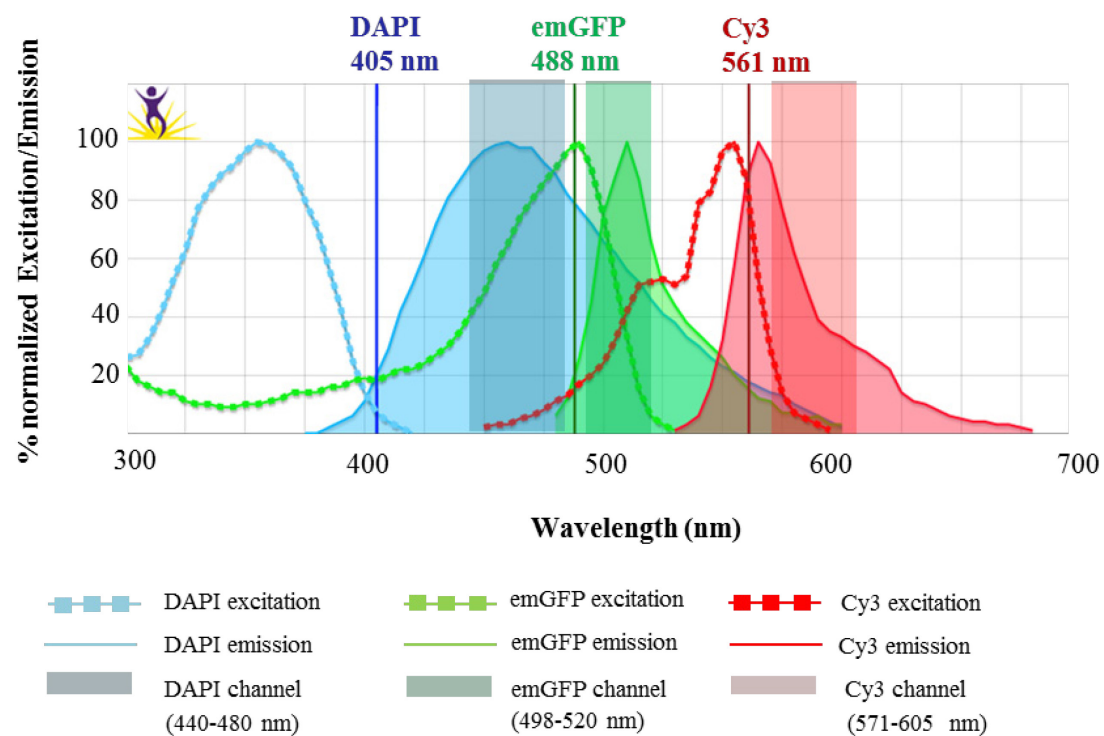 DAPI
405 nm
emGFP
488 nm
Cy3
561 nm
% normalized Excitation/Emission
100
80
60
40
20
300 400 500 600 700
Wavelength (nm)
DAPI excitation emGFP excitation Cy3 excitation
DAPI emission emGFP emission Cy3 emission
DAPI channel emGFP channel Cy3 channel
(440-480 nm) (498-520 nm) (571-605 nm)